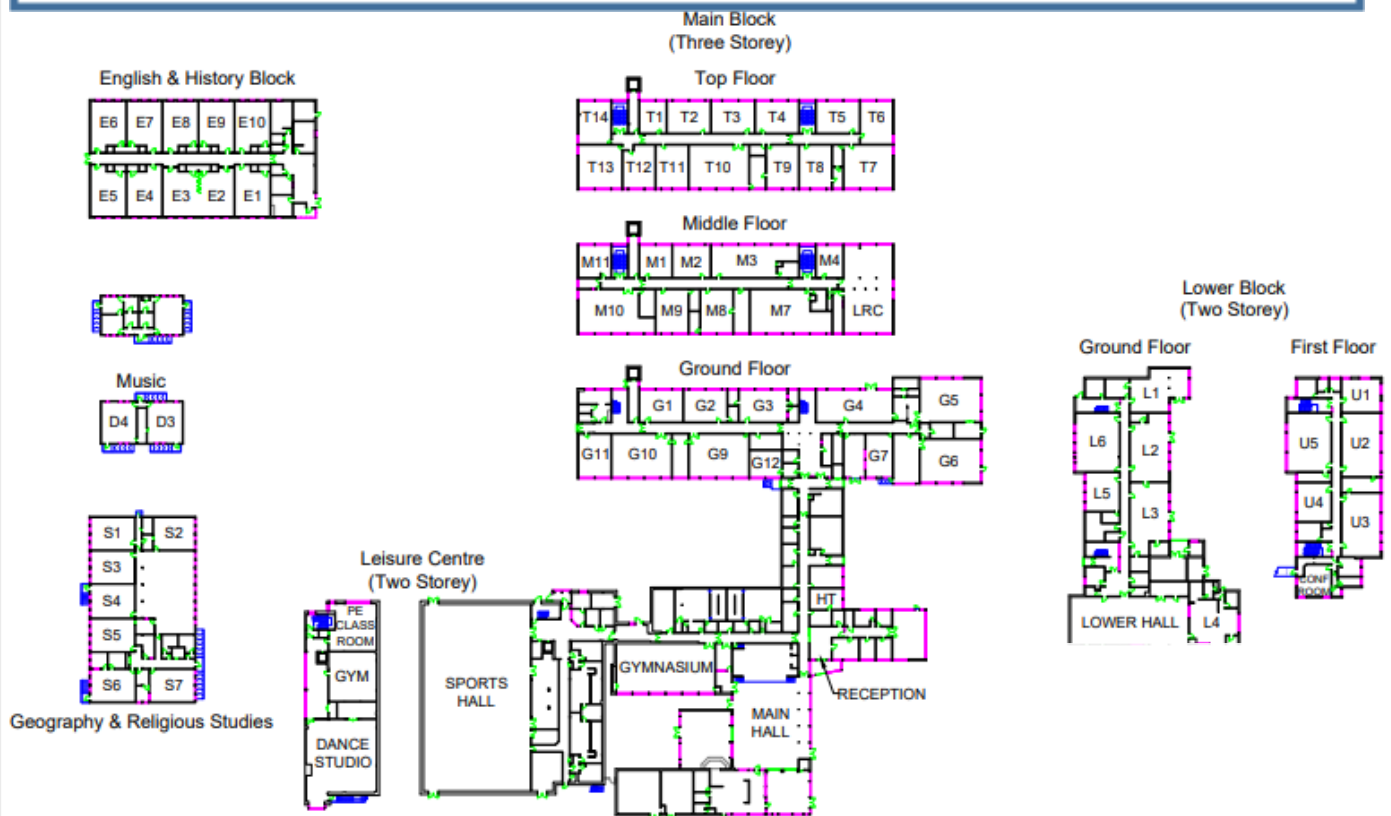 Main Block
(Three Storey)
English & History Block
Top Floor
E6 E7 E8 E9 E10
E5 E4 E3 E2 E1
T14 T1 T2 T3 T4 T5 T6
T13 T12 T11 T10 T9 T8 T7
Middle Floor
M11 M1 M2 M3 M4
M10 M9 M8 M7 LRC
Lower Block
(Two Storey)
Ground Floor
G1 G2 G3 G4 G5
G11 G10 G9 G12 G7 G6
Ground Floor
L1
L6 L2
L5 L3
LOWER HALL L4
First Floor
U1
U5 U2
U4 U3
CONF
ROOM
Music
D4 D3
S1 S2
S3
S4
S5
S6 S7
Geography & Religious Studies
Leisure Centre
(Two Storey)
PE
CLASS
ROOM
GYM
DANCE
STUDIO
SPORTS
HALL
GYMNASIUM
HT
RECEPTION
MAIN
HALL